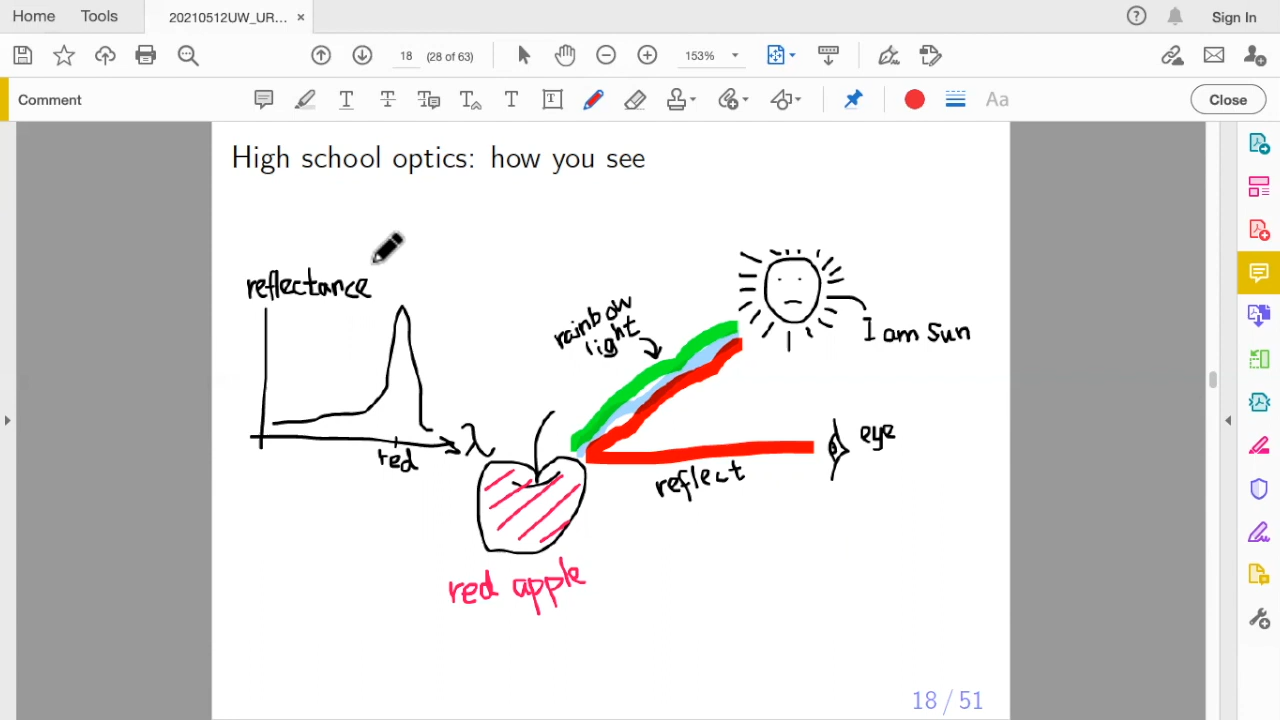 Home
Tools
20210512UW_UR...
×
Sign In
18
(28 of 63)
153%
Comment
Aa
Close
High school optics: how you see
reflectance
λ
red
rainbow
light
I am Sun
eye
reflect
red apple
18 / 51